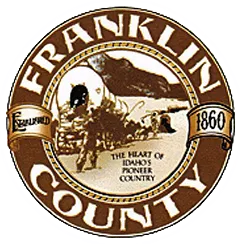 FRANKLIN
ESTABLISHED
1860
THE HEART OF
IDAHO'S
PIONEER
COUNTRY
COUNTY